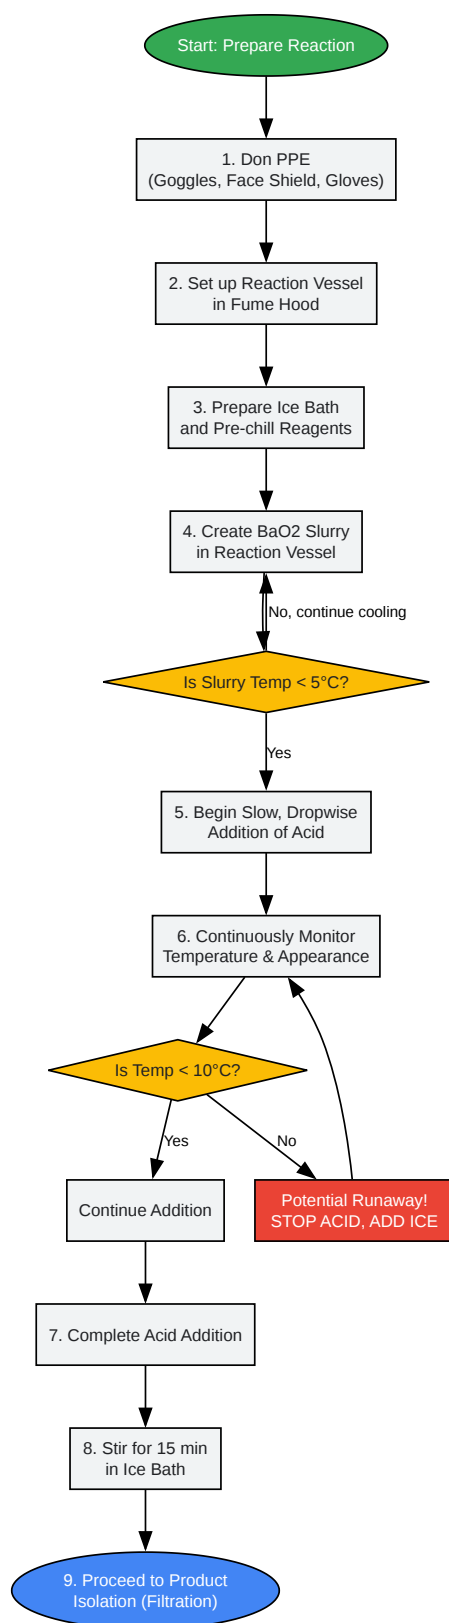 Start: Prepare Reaction
1. Don PPE
(Goggles, Face Shield, Gloves)
2. Set up Reaction Vessel
in Fume Hood
3. Prepare Ice Bath
and Pre-chill Reagents
4. Create BaO2 Slurry
in Reaction Vessel
No, continue cooling
Is Slurry Temp < 5°C?
Yes
5. Begin Slow, Dropwise
Addition of Acid
6. Continuously Monitor
Temperature & Appearance
Is Temp < 10°C?
Yes
No
Continue Addition
Potential Runaway!
STOP ACID, ADD ICE
7. Complete Acid Addition
8. Stir for 15 min
in Ice Bath
9. Proceed to Product
Isolation (Filtration)